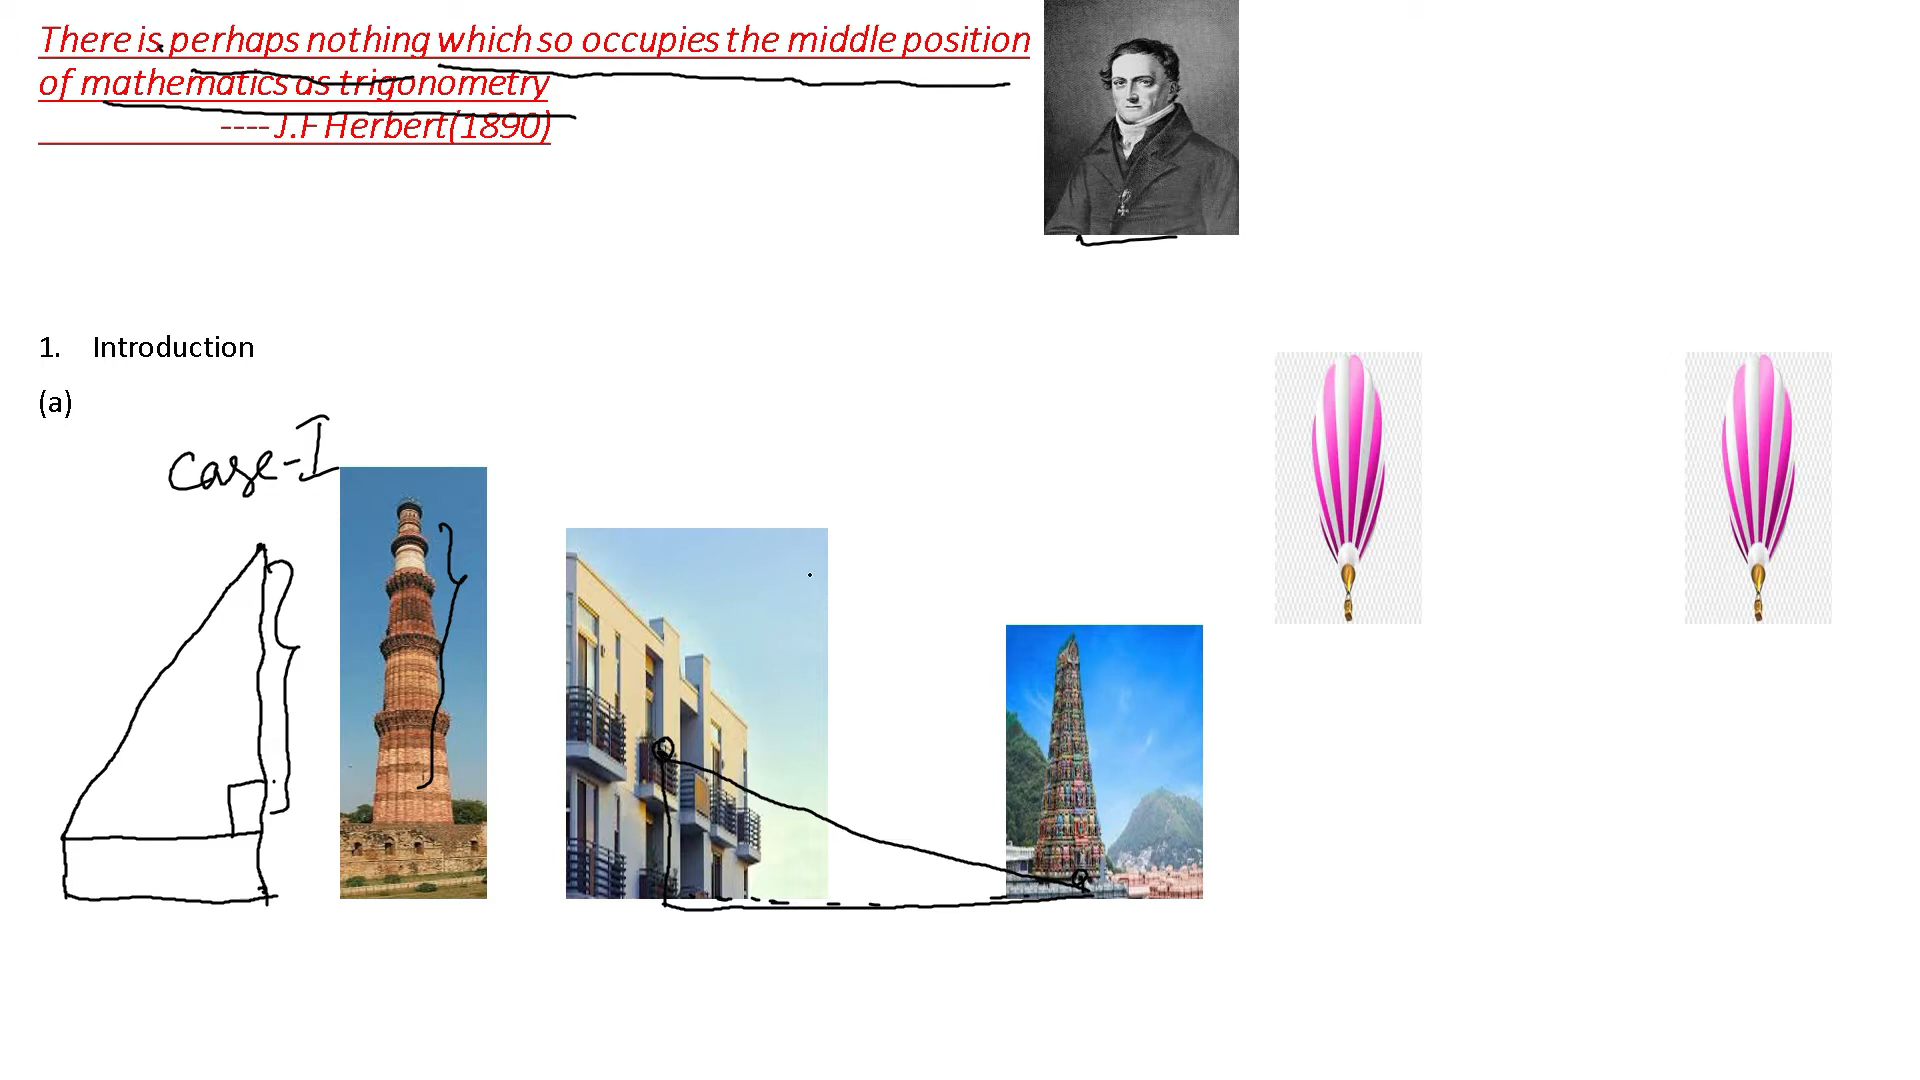 There is perhaps nothing which so occupies the middle position
of mathematics as trigonometry
----J.F Herbert(1890)
1. Introduction
(a)
Case-I